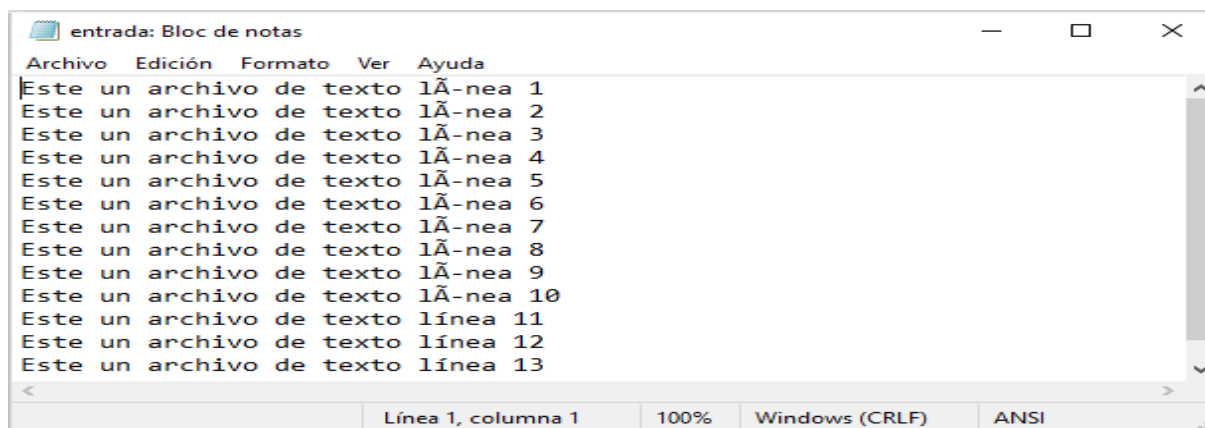 entrada: Bloc de notas
Archivo Edición Formato Ver Ayuda
Este un archivo de texto lÃ-nea 1
Este un archivo de texto lÃ-nea 2
Este un archivo de texto lÃ-nea 3
Este un archivo de texto lÃ-nea 4
Este un archivo de texto lÃ-nea 5
Este un archivo de texto lÃ-nea 6
Este un archivo de texto lÃ-nea 7
Este un archivo de texto lÃ-nea 8
Este un archivo de texto lÃ-nea 9
Este un archivo de texto lÃ-nea 10
Este un archivo de texto línea 11
Este un archivo de texto línea 12
Este un archivo de texto línea 13
Línea 1, columna 1 100% Windows (CRLF) ANSI